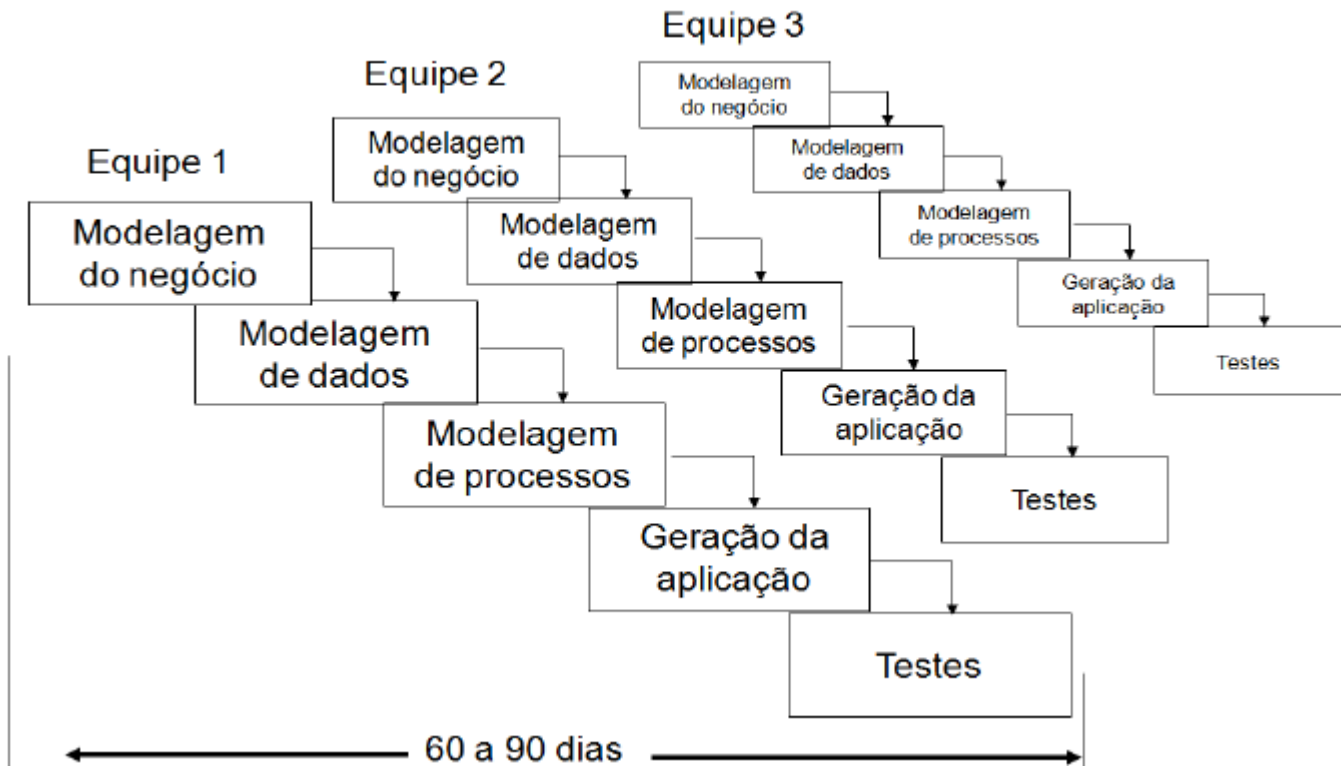 Equipe 1
Modelagem
do negócio
Modelagem
de dados
Modelagem
de processos
Geração da
aplicação
Testes
Equipe 2
Modelagem
do negócio
Modelagem
de dados
Modelagem
de processos
Geração da
aplicação
Testes
Equipe 3
Modelagem
do negócio
Modelagem
de dados
Modelagem
de processos
Geração da
aplicação
Testes
60 a 90 dias